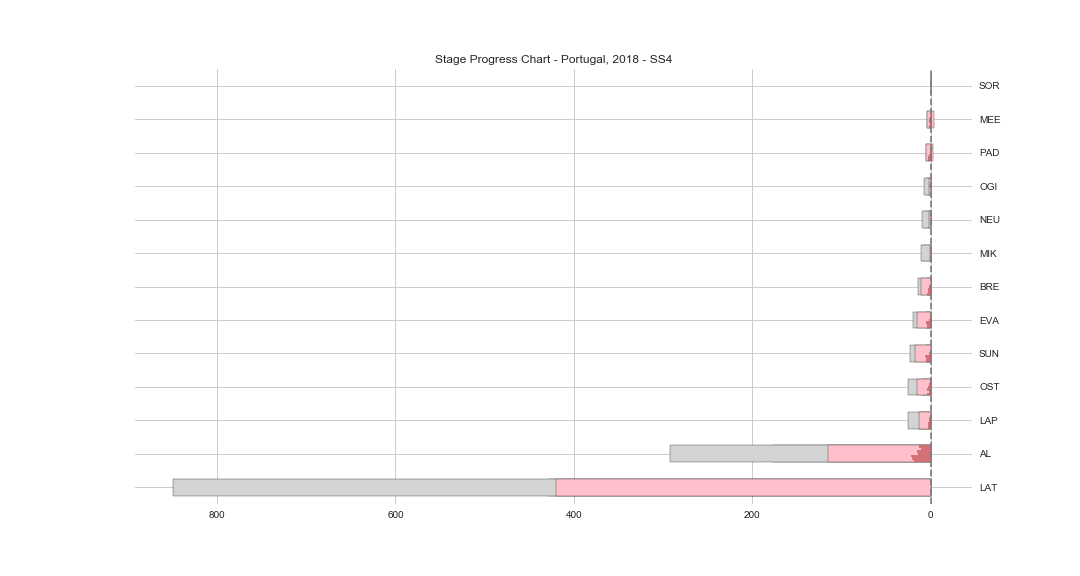 Stage Progress Chart - Portugal, 2018 - SS4
SOR
MEE
PAD
OGI
NEU
MIK
BRE
EVA
SUN
OST
LAP
AL
LAT
800 600 400 200 0